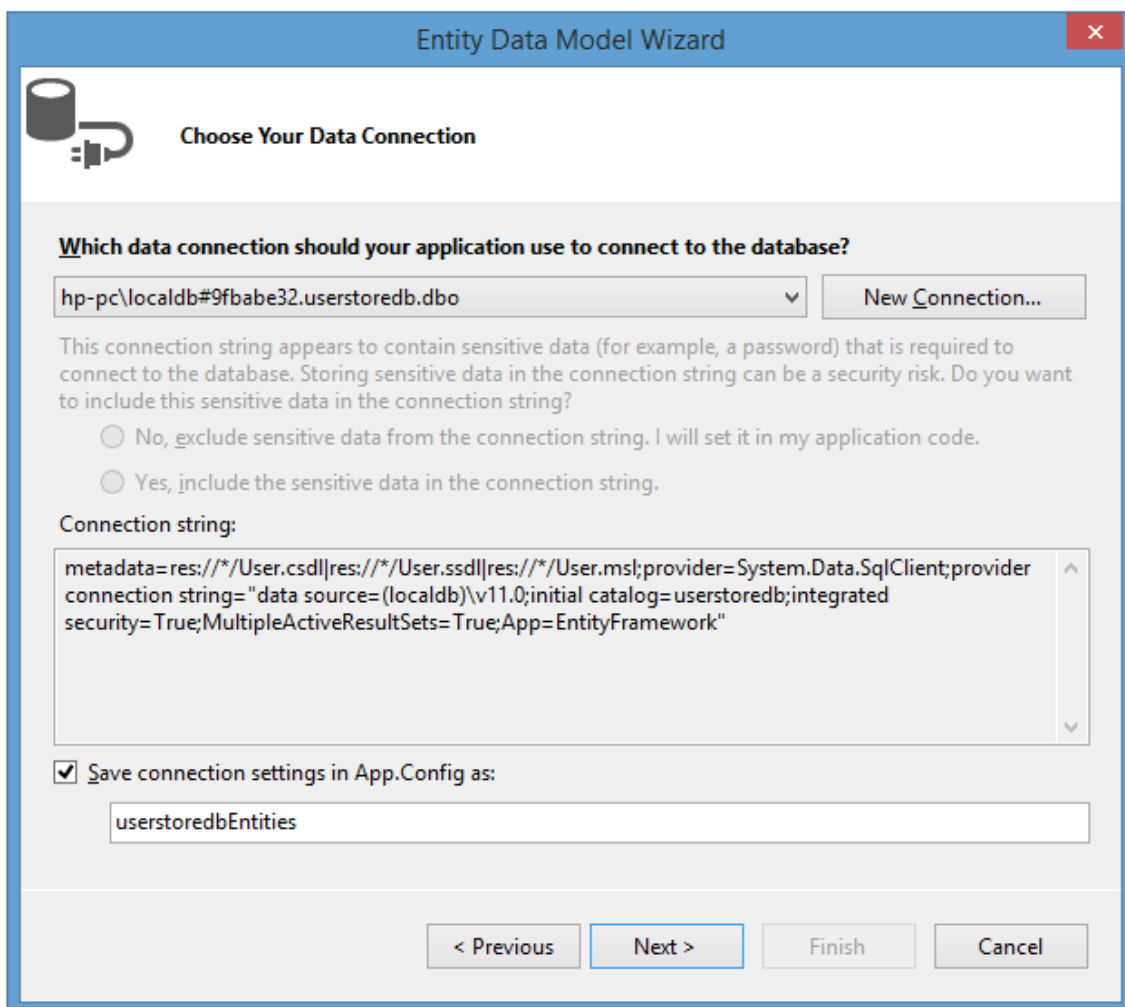 Entity Data Model Wizard
Choose Your Data Connection
Which data connection should your application use to connect to the database?
hp-pc\localdb#9fbabe32.userstoredb.dbo
New Connection...
This connection string appears to contain sensitive data (for example, a password) that is required to
connect to the database. Storing sensitive data in the connection string can be a security risk. Do you want
to include this sensitive data in the connection string?
No, exclude sensitive data from the connection string. I will set it in my application code.
Yes, include the sensitive data in the connection string.
Connection string:
metadata=res://*/User.csdl|res://*/User.ssdl|res://*/User.msl;provider=System.Data.SqlClient;provider
connection string="data source=(localdb)\v11.0;initial catalog=userstoredb;integrated
security=True;MultipleActiveResultSets=True;App=EntityFramework"
Save connection settings in App.Config as:
userstoredbEntities
< Previous
Next >
Finish
Cancel